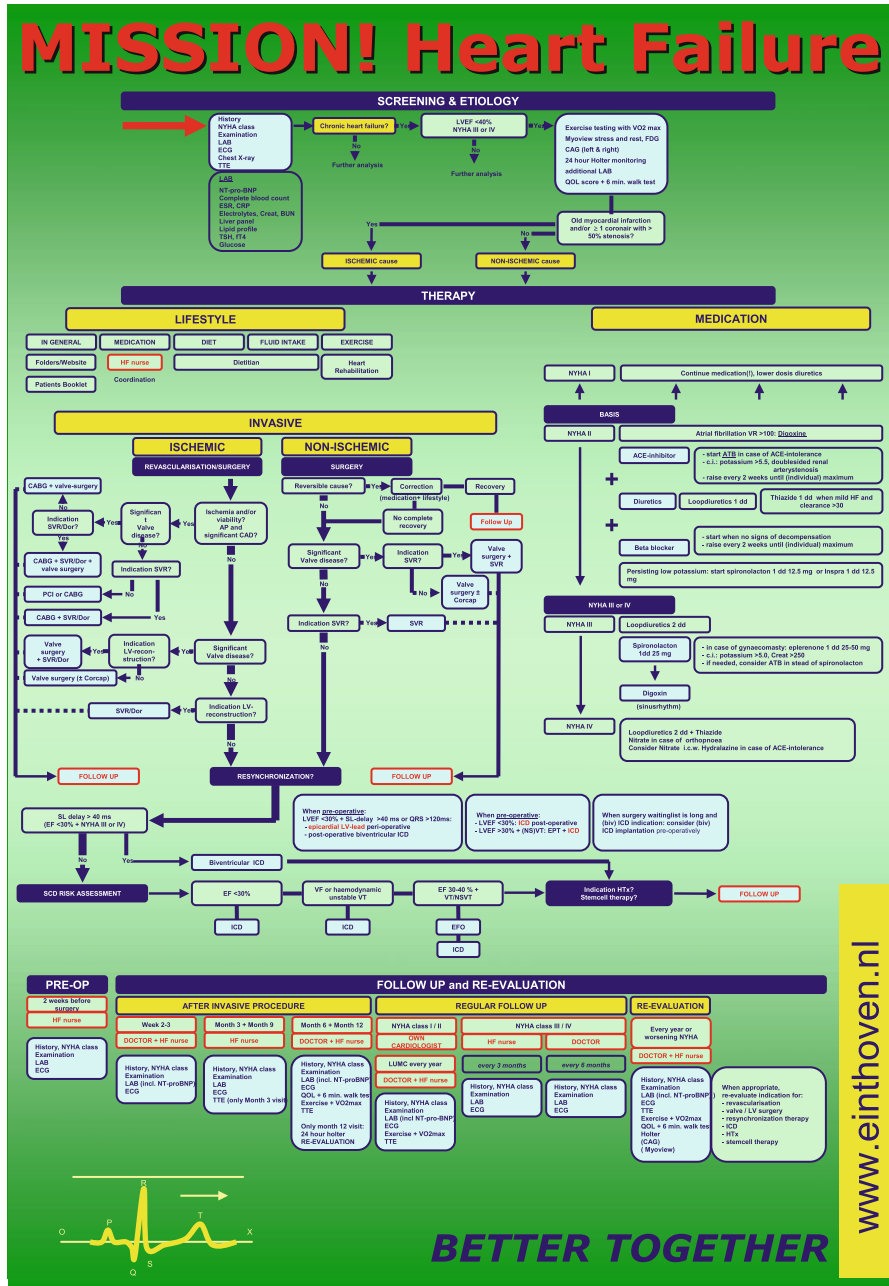 MISSION! Heart Failure
SCREENING & ETIOLOGY
History
NYHA class
Examination
LAB
ECG
Chest X-ray
TTE
Chronic heart failure?
Yes
No
Further analysis
LVEF <40%
NYHA III or IV
Yes
No
Further analysis
Exercise testing with VO2 max
Myoview stress and rest, FDG
CAG (left & right)
24 hour Holter monitoring
additional LAB
QOL score + 6 min. walk test
LAB
NT-pro-BNP
Complete blood count
ESR, CRP
Electrolytes, Creat, BUN
Liver panel
Lipid profile
TSH, fT4
Glucose
Old myocardial infarction
and/or ≥ 1 coronair with >
50% stenosis?
Yes
No
ISCHEMIC cause
NON-ISCHEMIC cause
THERAPY
LIFESTYLE
IN GENERAL
MEDICATION
DIET
FLUID INTAKE
EXERCISE
Folders/Website
HF nurse
Dietitian
Heart
Rehabilitation
Patients Booklet
Coordination
MEDICATION
NYHA I
Continue medication(!), lower dosis diuretics
BASIS
NYHA II
Atrial fibrillation VR >100: Digoxine
ACE-inhibitor
- start ATB in case of ACE-intolerance
- c.i.: potassium >5.5, doublesided renal
arterystenosis
- raise every 2 weeks until (individual) maximum
+
Diuretics
Loopdiuretics 1 dd
Thiazide 1 dd when mild HF and
clearance >30
+
Beta blocker
- start when no signs of decompensation
- raise every 2 weeks until (individual) maximum
Persisting low potassium: start spironolacton 1 dd 12.5 mg or Inspra 1 dd 12.5
mg
NYHA III or IV
NYHA III
Loopdiuretics 2 dd
Spironolacton
1dd 25 mg
- in case of gynaecomasty: eplerenone 1 dd 25-50 mg
- c.i.: potassium >5.0, Creat >250
- if needed, consider ATB in stead of spironolacton
Digoxin
(sinusrhythm)
NYHA IV
Loopdiuretics 2 dd + Thiazide
Nitrate in case of orthopnoea
Consider Nitrate i.c.w. Hydralazine in case of ACE-intolerance
INVASIVE
ISCHEMIC
NON-ISCHEMIC
REVASCULARISATION/SURGERY
SURGERY
CABG + valve-surgery
No
Indication
SVR/Dor?
Yes
Significan
t
Valve
disease?
Yes
Ischemia and/or
viability?
AP and
significant CAD?
Yes
No
No
CABG + SVR/Dor +
valve surgery
Indication SVR?
PCI or CABG
No
CABG + SVR/Dor
Yes
Valve
surgery
+ SVR/Dor
Yes
Indication
LV-recon-
struction?
Yes
Significant
Valve disease?
Valve surgery (± Corcap)
No
No
SVR/Dor
Yes
Indication LV-
reconstruction?
No
Reversible cause?
Yes
Correction
(medication+ lifestyle)
Recovery
No
No complete
recovery
Follow Up
Significant
Valve disease?
Yes
Indication
SVR?
Yes
Valve
surgery +
SVR
No
No
Valve
surgery ±
Corcap
Indication SVR?
Yes
SVR
No
FOLLOW UP
RESYNCHRONIZATION?
FOLLOW UP
SL delay > 40 ms
(EF <30% + NYHA III or IV)
When pre-operative:
LVEF <30% + SL-delay >40 ms or QRS >120ms:
- epicardial LV-lead peri-operative
- post-operative biventricular ICD
When pre-operative:
- LVEF <30%: ICD post-operative
- LVEF >30% + (NS)VT: EPT + ICD
When surgery waitinglist is long and
(biv) ICD indication: consider (biv)
ICD implantation pre-operatively
No
Yes
Biventricular ICD
SCD RISK ASSESSMENT
EF <30%
VF or haemodynamic
unstable VT
EF 30-40 % +
VT/NSVT
Indication HTx?
Stemcell therapy?
FOLLOW UP
ICD
ICD
EFO
ICD
PRE-OP
FOLLOW UP and RE-EVALUATION
2 weeks before
surgery
HF nurse
History, NYHA class
Examination
LAB
ECG
AFTER INVASIVE PROCEDURE
REGULAR FOLLOW UP
RE-EVALUATION
Week 2-3
Month 3 + Month 9
Month 6 + Month 12
NYHA class I / II
NYHA class III / IV
Every year or
worsening NYHA
DOCTOR + HF nurse
HF nurse
DOCTOR + HF nurse
OWN
CARDIOLOGIST
HF nurse
DOCTOR
DOCTOR + HF nurse
LUMC every year
every 3 months
every 6 months
DOCTOR + HF nurse
History, NYHA class
Examination
LAB (incl. NT-proBNP)
ECG
History, NYHA class
Examination
LAB
ECG
TTE (only Month 3 visit)
History, NYHA class
Examination
LAB (incl. NT-proBNP)
ECG
QOL + 6 min. walk test
Exercise + VO2max
TTE
Only month 12 visit:
24 hour holter
RE-EVALUATION
History, NYHA class
Examination
LAB (incl NT-pro-BNP)
ECG
Exercise + VO2max
TTE
History, NYHA class
Examination
LAB
ECG
History, NYHA class
Examination
LAB
ECG
History, NYHA class
Examination
LAB (incl. NT-proBNP)
ECG
TTE
Exercise + VO2max
QOL + 6 min. walk test
Holter
(CAG)
( Myoview)
When appropriate,
re-evaluate indication for:
- revascularisation
- valve / LV surgery
- resynchronization therapy
- ICD
- HTx
- stemcell therapy
www.einthoven.nl
R
P
T
O
X
S
Q
BETTER TOGETHER